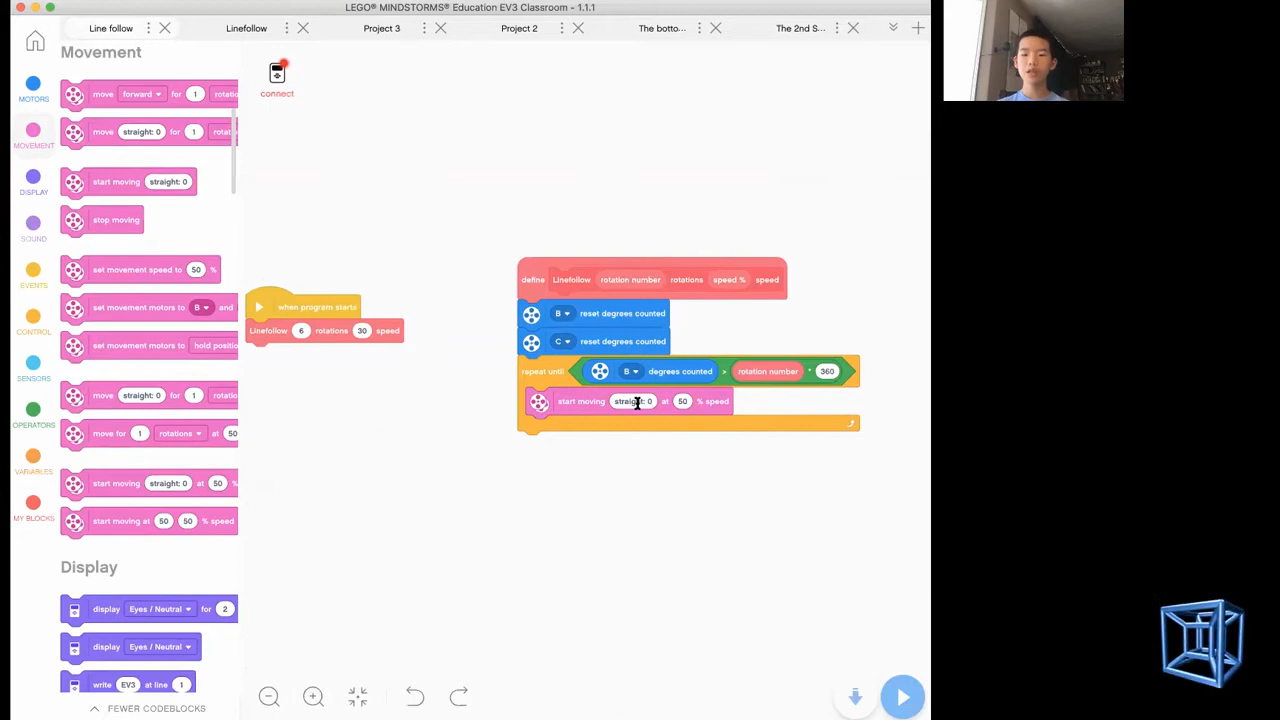 LEGO® MINDSTORMS® Education EV3 Classroom - 1.1.1
Line follow
Linefollow
Project 3
Project 2
The botto...
The 2nd S...
Movement
MOTORS
MOVEMENT
DISPLAY
SOUND
EVENTS
CONTROL
SENSORS
OPERATORS
VARIABLES
MY BLOCKS
move forward for 1 rotatio
move straight: 0 for 1 rotat
start moving straight: 0
stop moving
set movement speed to 50 %
set movement motors to B and
set movement motors to hold positio
move straight: 0 for 1 rotat
move for 1 rotations at 50
start moving straight: 0 at 50 %
start moving at 50 50 % speed
Display
display Eyes / Neutral for 2
display Eyes / Neutral
write EV3 at line 1
FEWER CODEBLOCKS
connect
when program starts
Linefollow 6 rotations 30 speed
define Linefollow rotation number rotations speed % speed
B reset degrees counted
C reset degrees counted
repeat until B degrees counted > rotation number * 360
start moving straight: 0 at 50 % speed